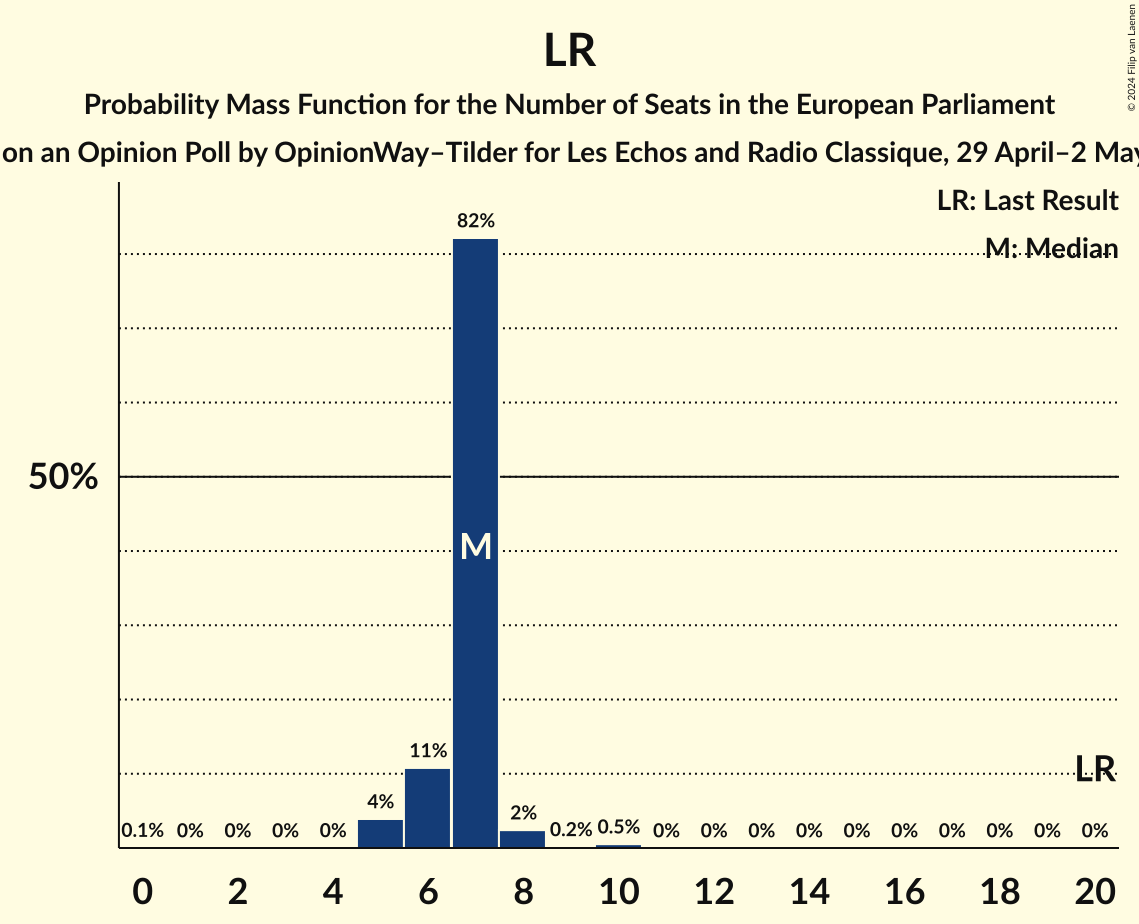 LR
© 2024 Filip van Laenen
Probability Mass Function for the Number of Seats in the European Parliament
on an Opinion Poll by OpinionWay–Tilder for Les Echos and Radio Classique, 29 April–2 May
LR: Last Result
M: Median
82%
50%
M
11%
LR
4%
2%
0.1% 0% 0% 0% 0% 0.2% 0.5% 0% 0% 0% 0% 0% 0% 0% 0% 0% 0%
0 2 4 6 8 10 12 14 16 18 20